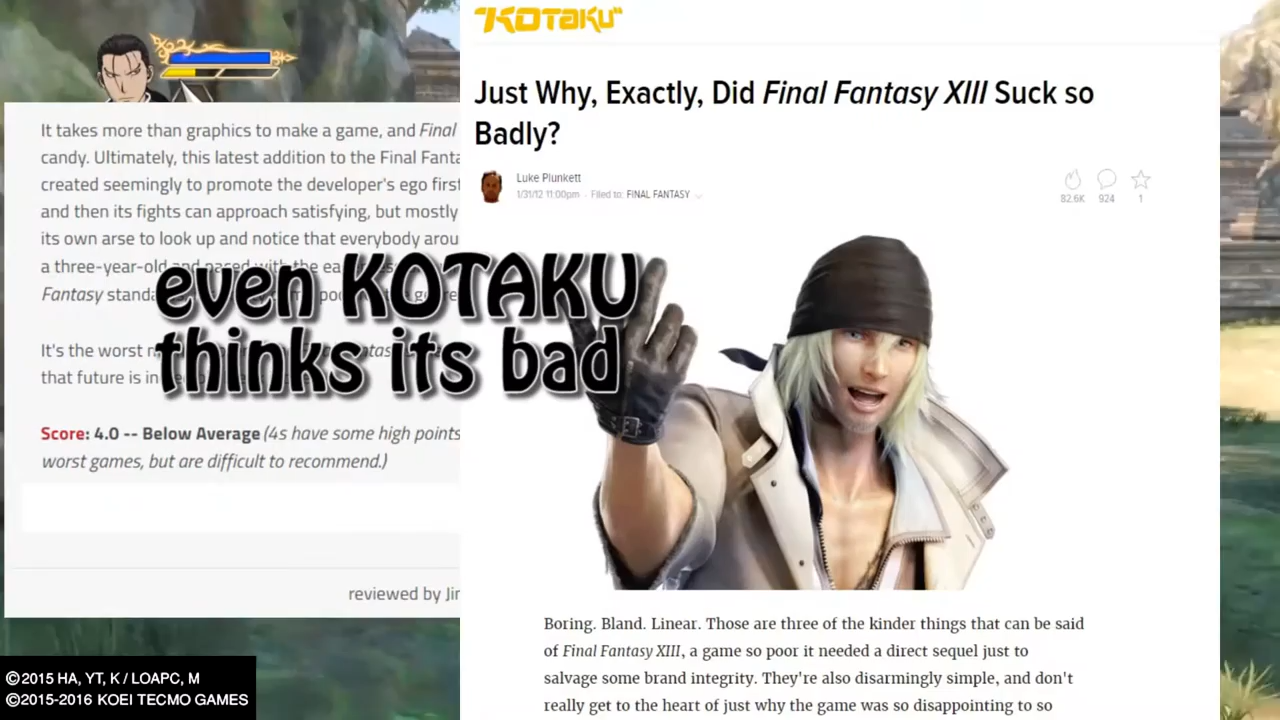 It takes more than graphics to make a game, and Final
candy. Ultimately, this latest addition to the Final Fanta
created seemingly to promote the developer's ego first
and then its fights can approach satisfying, but mostly
its own arse to look up and notice that everybody arou
a three-year-old and paced with the ea
Fantasy standa
It's the worst
that future is in
Score: 4.0 -- Below Average (4s have some high points
worst games, but are difficult to recommend.)
reviewed by Jir
even KOTAKU
thinks its bad
"KOTAKU"
Just Why, Exactly, Did Final Fantasy XIII Suck so
Badly?
Luke Plunkett
1/31/12 11:00pm · Filed to: FINAL FANTASY
82.6K 924 1
Boring. Bland. Linear. Those are three of the kinder things that can be said
of Final Fantasy XIII, a game so poor it needed a direct sequel just to
salvage some brand integrity. They're also disarmingly simple, and don't
really get to the heart of just why the game was so disappointing to so
©2015 HA, YT, K / LOAPC, M
©2015-2016 KOEI TECMO GAMES